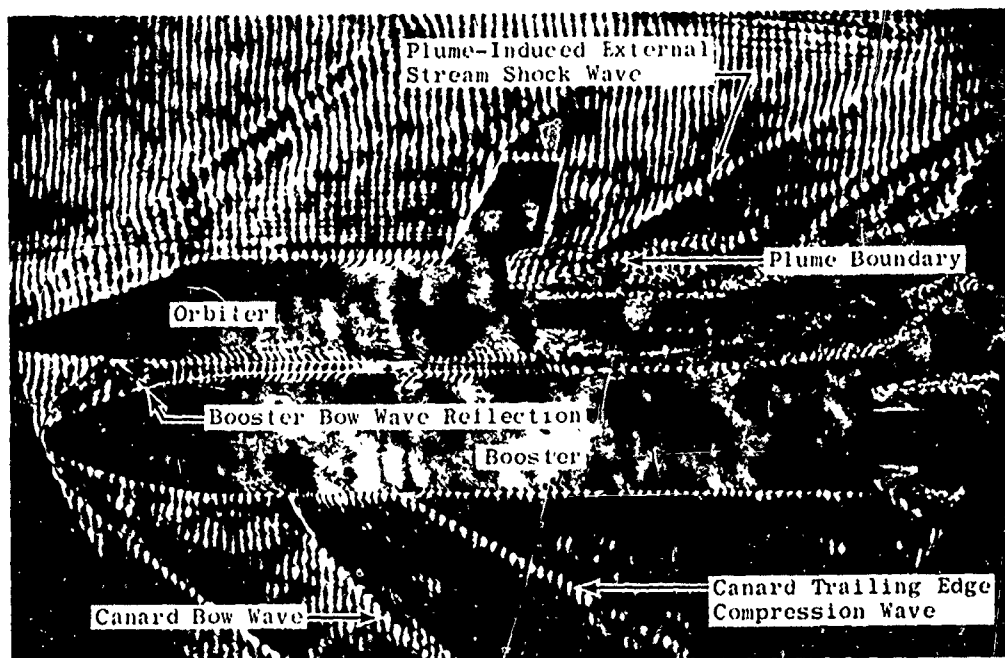 Plume-Induced External
Stream Shock Wave
Plume Boundary
Orbiter
Booster Bow Wave Reflection
Booster
Canard Trailing Edge
Compression Wave
Canard Bow Wave